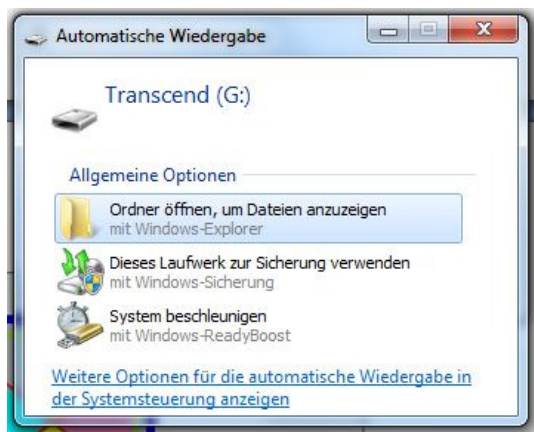 Automatische Wiedergabe
Transcend (G:)
Allgemeine Optionen
Ordner öffnen, um Dateien anzuzeigen
mit Windows-Explorer
Dieses Laufwerk zur Sicherung verwenden
mit Windows-Sicherung
System beschleunigen
mit Windows-ReadyBoost
Weitere Optionen für die automatische Wiedergabe in
der Systemsteuerung anzeigen